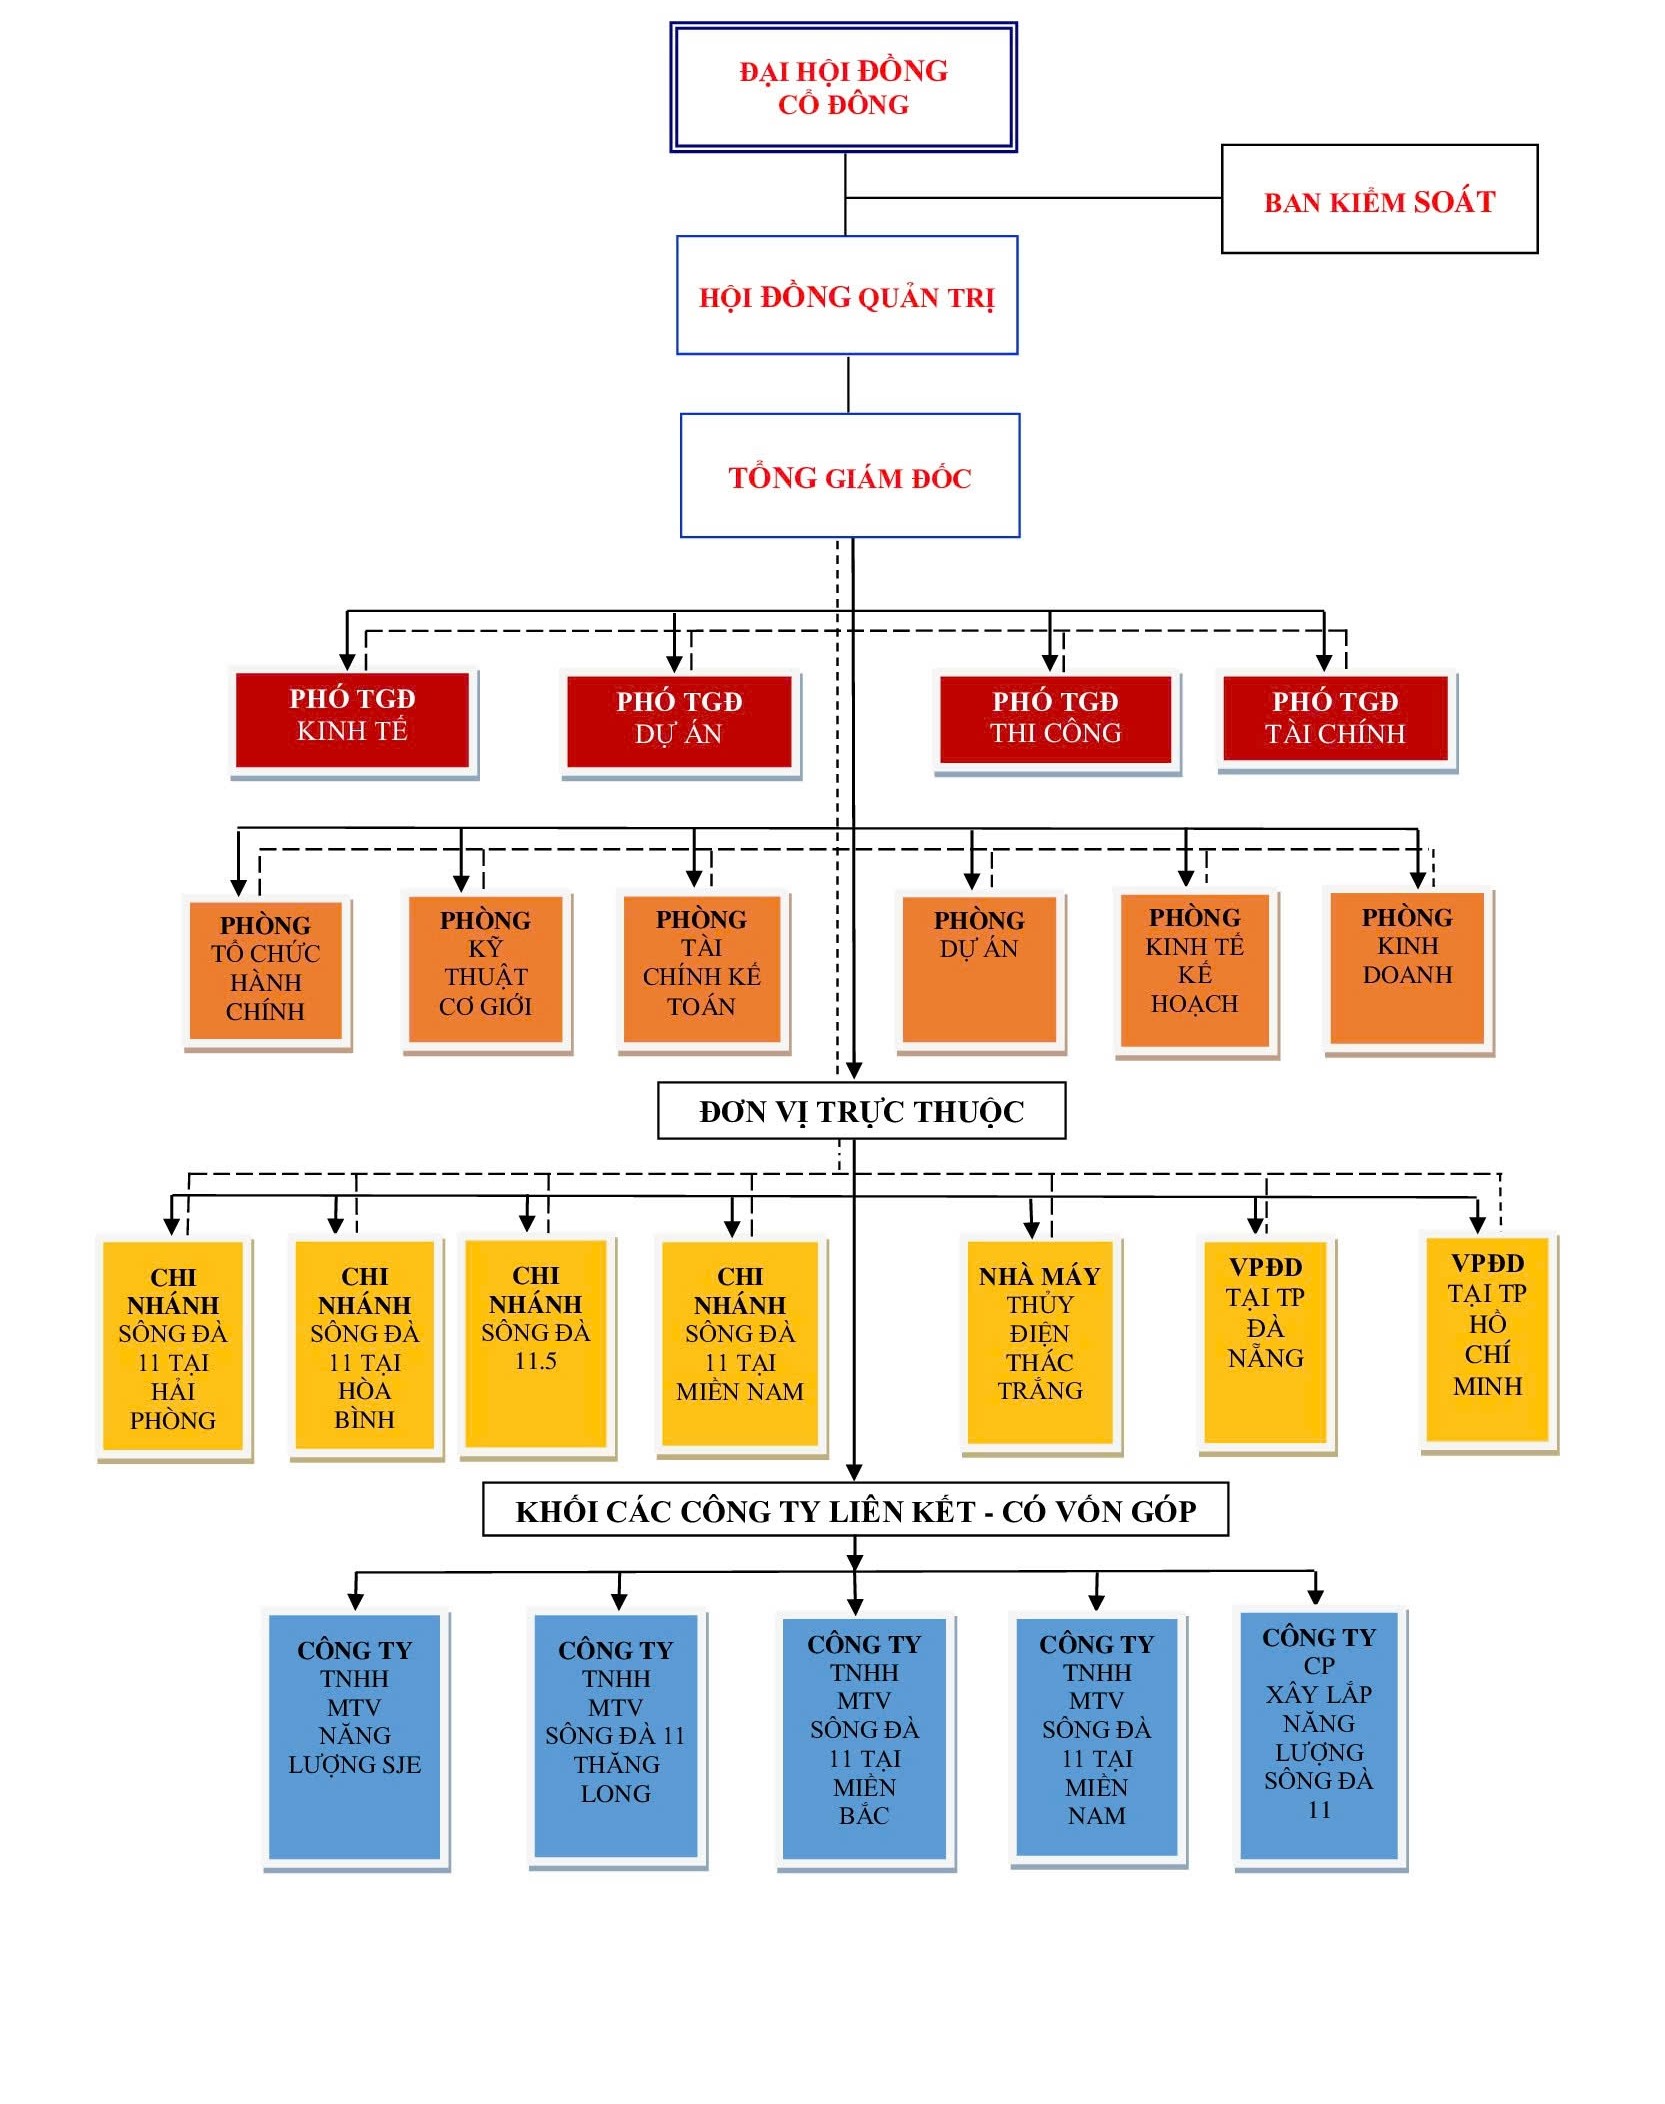 ĐẠI HỘI ĐỒNG
CỔ ĐÔNG
BAN KIỂM SOÁT
HỘI ĐỒNG QUẢN TRỊ
TỔNG GIÁM ĐỐC
PHÓ TGĐ
KINH TẾ
PHÓ TGĐ
DỰ ÁN
PHÓ TGĐ
THI CÔNG
PHÓ TGĐ
TÀI CHÍNH
PHÒNG
TỔ CHỨC
HÀNH
CHÍNH
PHÒNG
KỸ
THUẬT
CƠ GIỚI
PHÒNG
TÀI
CHÍNH KẾ
TOÁN
PHÒNG
DỰ ÁN
PHÒNG
KINH TẾ
KẾ
HOẠCH
PHÒNG
KINH
DOANH
ĐƠN VỊ TRỰC THUỘC
CHI
NHÁNH
SÔNG ĐÀ
11 TẠI
HẢI
PHÒNG
CHI
NHÁNH
SÔNG ĐÀ
11 TẠI
HÒA
BÌNH
CHI
NHÁNH
SÔNG ĐÀ
11.5
CHI
NHÁNH
SÔNG ĐÀ
11 TẠI
MIỀN NAM
NHÀ MÁY
THỦY
ĐIỆN
THÁC
TRẮNG
VPĐD
TẠI TP
ĐÀ
NẴNG
VPĐD
TẠI TP
HỒ
CHÍ
MINH
KHỐI CÁC CÔNG TY LIÊN KẾT - CÓ VỐN GÓP
CÔNG TY
TNHH
MTV
NĂNG
LƯỢNG SJE
CÔNG TY
TNHH
MTV
SÔNG ĐÀ 11
THĂNG
LONG
CÔNG TY
TNHH
MTV
SÔNG ĐÀ
11 TẠI
MIỀN
BẮC
CÔNG TY
TNHH
MTV
SÔNG ĐÀ
11 TẠI
MIỀN
NAM
CÔNG TY
CP
XÂY LẮP
NĂNG
LƯỢNG
SÔNG ĐÀ
11